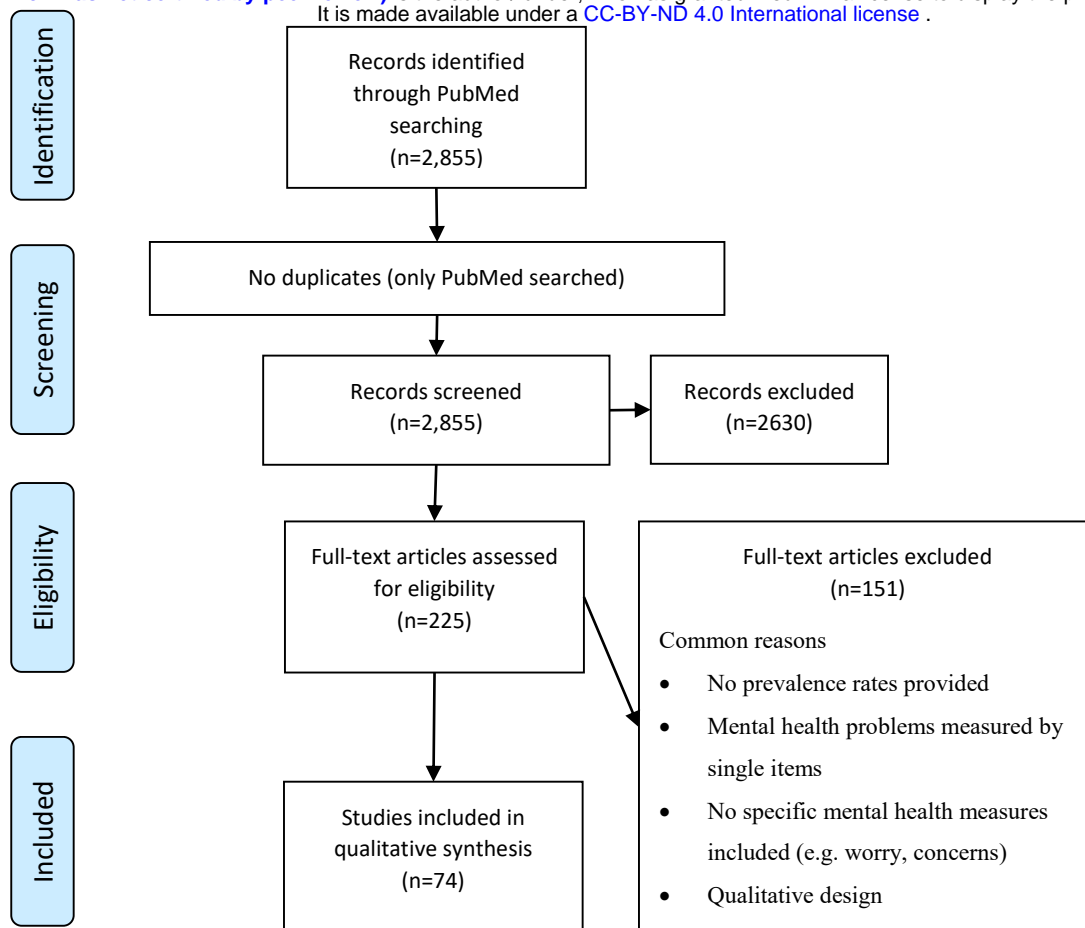 It is made available under a CC-BY-ND 4.0 International license .
Identification
Records identified
through PubMed
searching
(n=2,855)
Screening
No duplicates (only PubMed searched)
Records screened
(n=2,855)
Records excluded
(n=2630)
Eligibility
Full-text articles assessed
for eligibility
(n=225)
Full-text articles excluded
(n=151)
Common reasons
• No prevalence rates provided
• Mental health problems measured by
single items
• No specific mental health measures
included (e.g. worry, concerns)
• Qualitative design
Included
Studies included in
qualitative synthesis
(n=74)